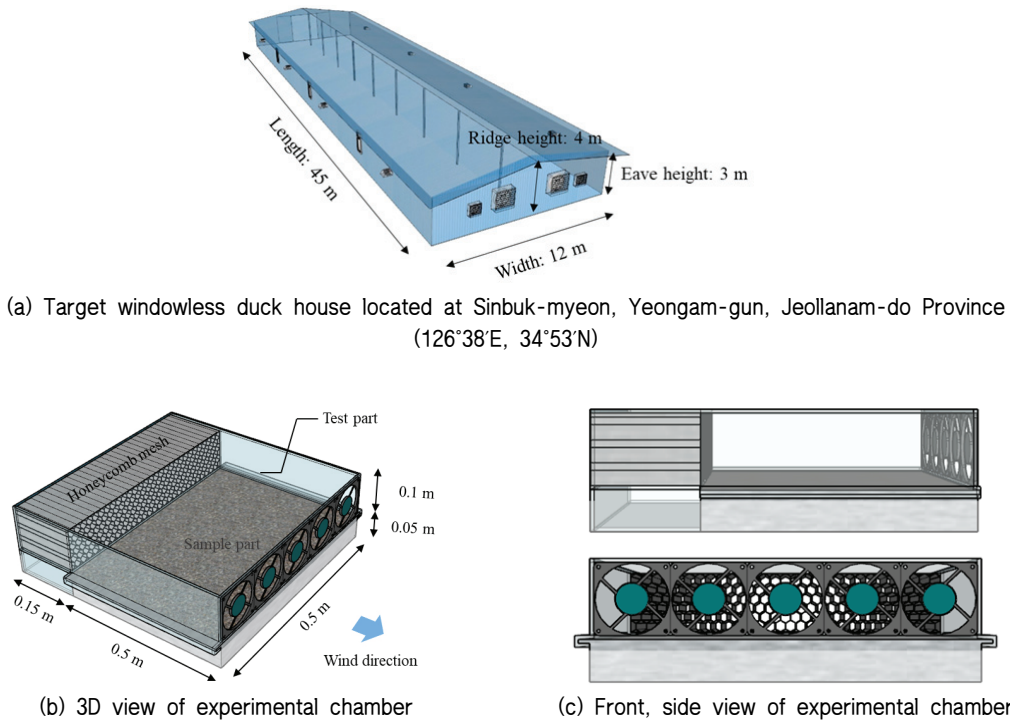 Ridge height: 4 m
Eave height: 3 m
Length: 45 m
Width: 12 m
(a) Target windowless duck house located at Sinbuk-myeon, Yeongam-gun, Jeollanam-do Province
(126°38′E, 34°53′N)
Test part
Honeycomb mesh
0.1 m
0.05 m
Sample part
0.15 m
0.5 m
0.5 m
Wind direction
(b) 3D view of experimental chamber
(c) Front, side view of experimental chamber